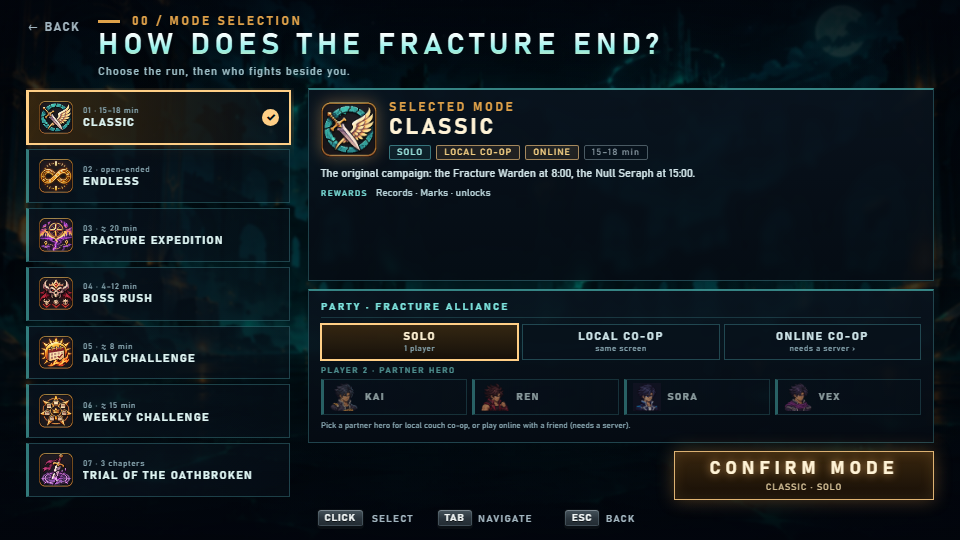 ← BACK
00 / MODE SELECTION
HOW DOES THE FRACTURE END?
Choose the run, then who fights beside you.
01 · 15–18 min
CLASSIC
02 · open-ended
ENDLESS
03 · ≥ 20 min
FRACTURE EXPEDITION
04 · 4–12 min
BOSS RUSH
05 · ≥ 8 min
DAILY CHALLENGE
06 · ≥ 15 min
WEEKLY CHALLENGE
07 · 3 chapters
TRIAL OF THE OATHBROKEN
SELECTED MODE
CLASSIC
SOLO LOCAL CO-OP ONLINE 15–18 min
The original campaign: the Fracture Warden at 8:00, the Null Seraph at 15:00.
REWARDS Records · Marks · unlocks
PARTY · FRACTURE ALLIANCE
SOLO LOCAL CO-OP ONLINE CO-OP
1 player same screen needs a server ›
PLAYER 2 · PARTNER HERO
KAI REN SORA VEX
Pick a partner hero for local couch co-op, or play online with a friend (needs a server).
CONFIRM MODE
CLASSIC · SOLO
CLICK SELECT TAB NAVIGATE ESC BACK